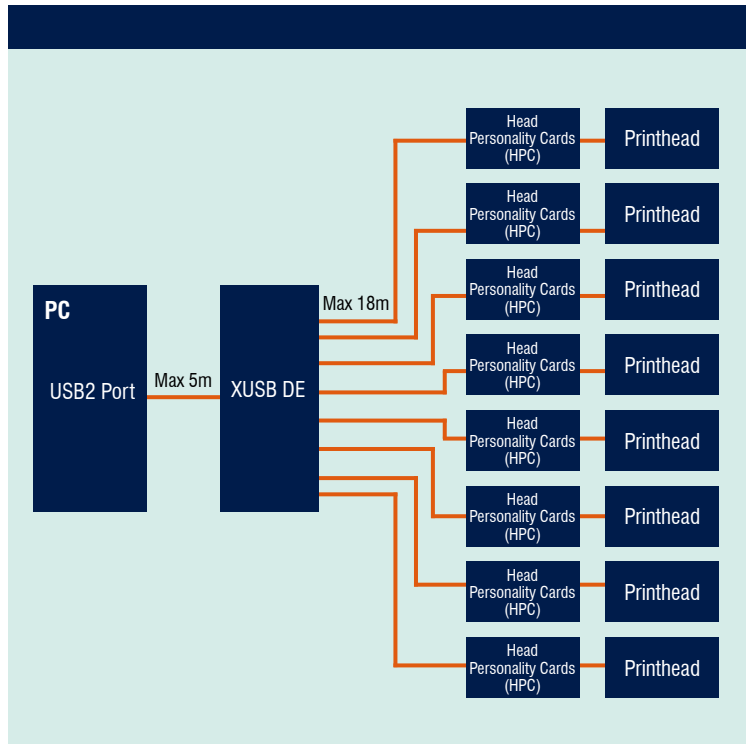 PC
USB2 Port
Max 5m
XUSB DE
Max 18m
Head
Personality Cards
(HPC)
Printhead
Head
Personality Cards
(HPC)
Printhead
Head
Personality Cards
(HPC)
Printhead
Head
Personality Cards
(HPC)
Printhead
Head
Personality Cards
(HPC)
Printhead
Head
Personality Cards
(HPC)
Printhead
Head
Personality Cards
(HPC)
Printhead
Head
Personality Cards
(HPC)
Printhead